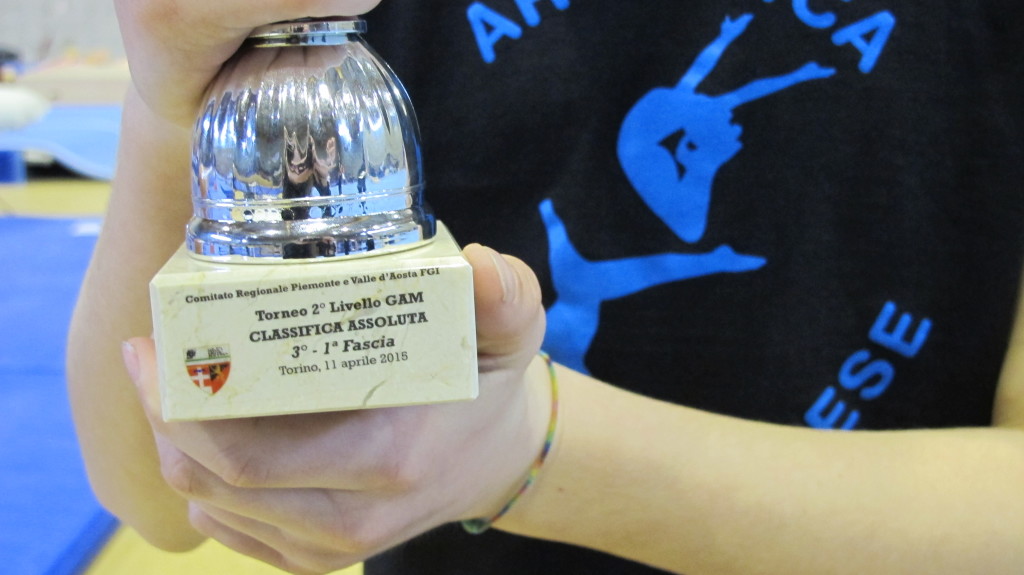 Comitato Regionale Piemonte e Valle d'Aosta FGI
Torneo 2° Livello GAM
CLASSIFICA ASSOLUTA
3° - 1ª Fascia
Torino, 11 aprile 2015